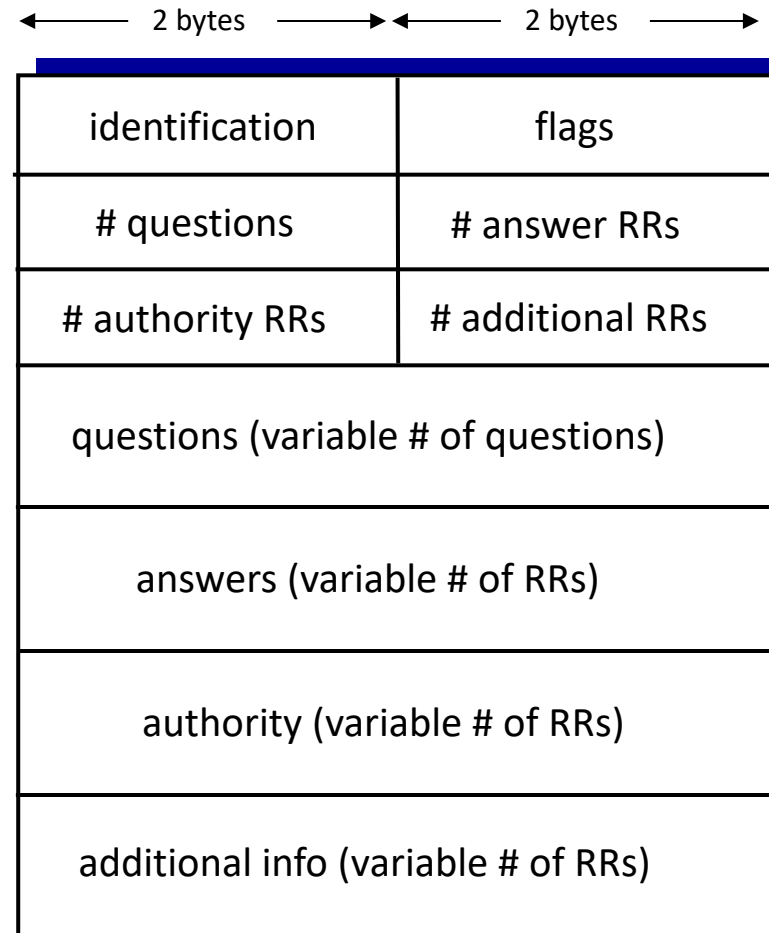 2 bytes 2 bytes
identification flags
# questions # answer RRs
# authority RRs # additional RRs
questions (variable # of questions)
answers (variable # of RRs)
authority (variable # of RRs)
additional info (variable # of RRs)